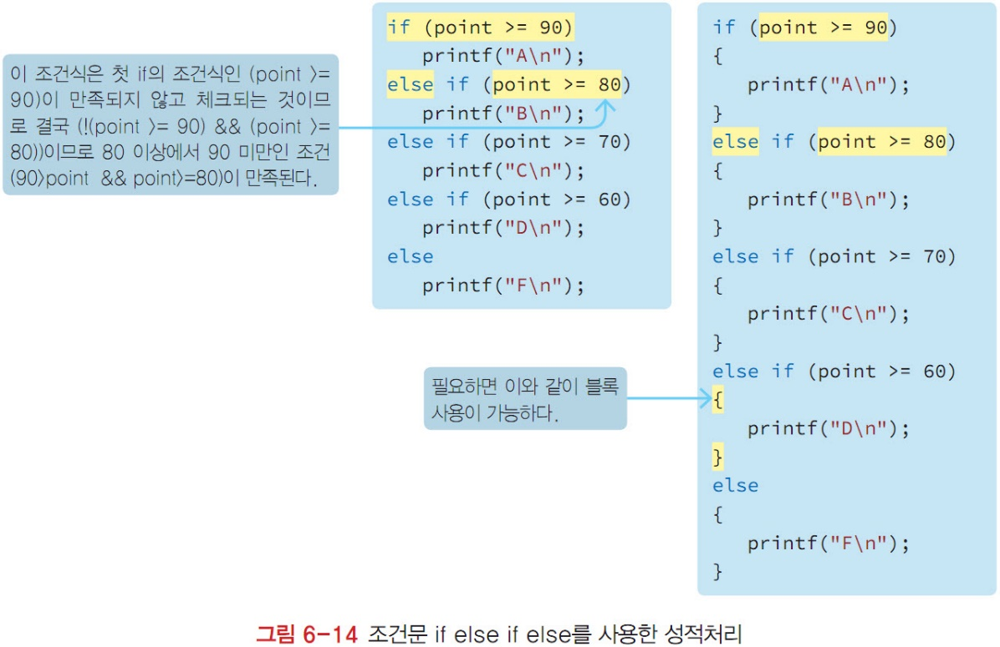 이 조건식은 첫 if의 조건식인 (point >=
90)이 만족되지 않고 체크되는 것이므
로 결국 (!(point >= 90) && (point >=
80))이므로 80 이상에서 90 미만인 조건
(90>point && point>=80)이 만족된다.
if (point >= 90)
printf("A\n");
else if (point >= 80)
printf("B\n");
else if (point >= 70)
printf("C\n");
else if (point >= 60)
printf("D\n");
else
printf("F\n");
필요하면 이와 같이 블록
사용이 가능하다.
if (point >= 90)
{
printf("A\n");
}
else if (point >= 80)
{
printf("B\n");
}
else if (point >= 70)
{
printf("C\n");
}
else if (point >= 60)
{
printf("D\n");
}
else
{
printf("F\n");
}
그림 6-14 조건문 if else if else를 사용한 성적처리